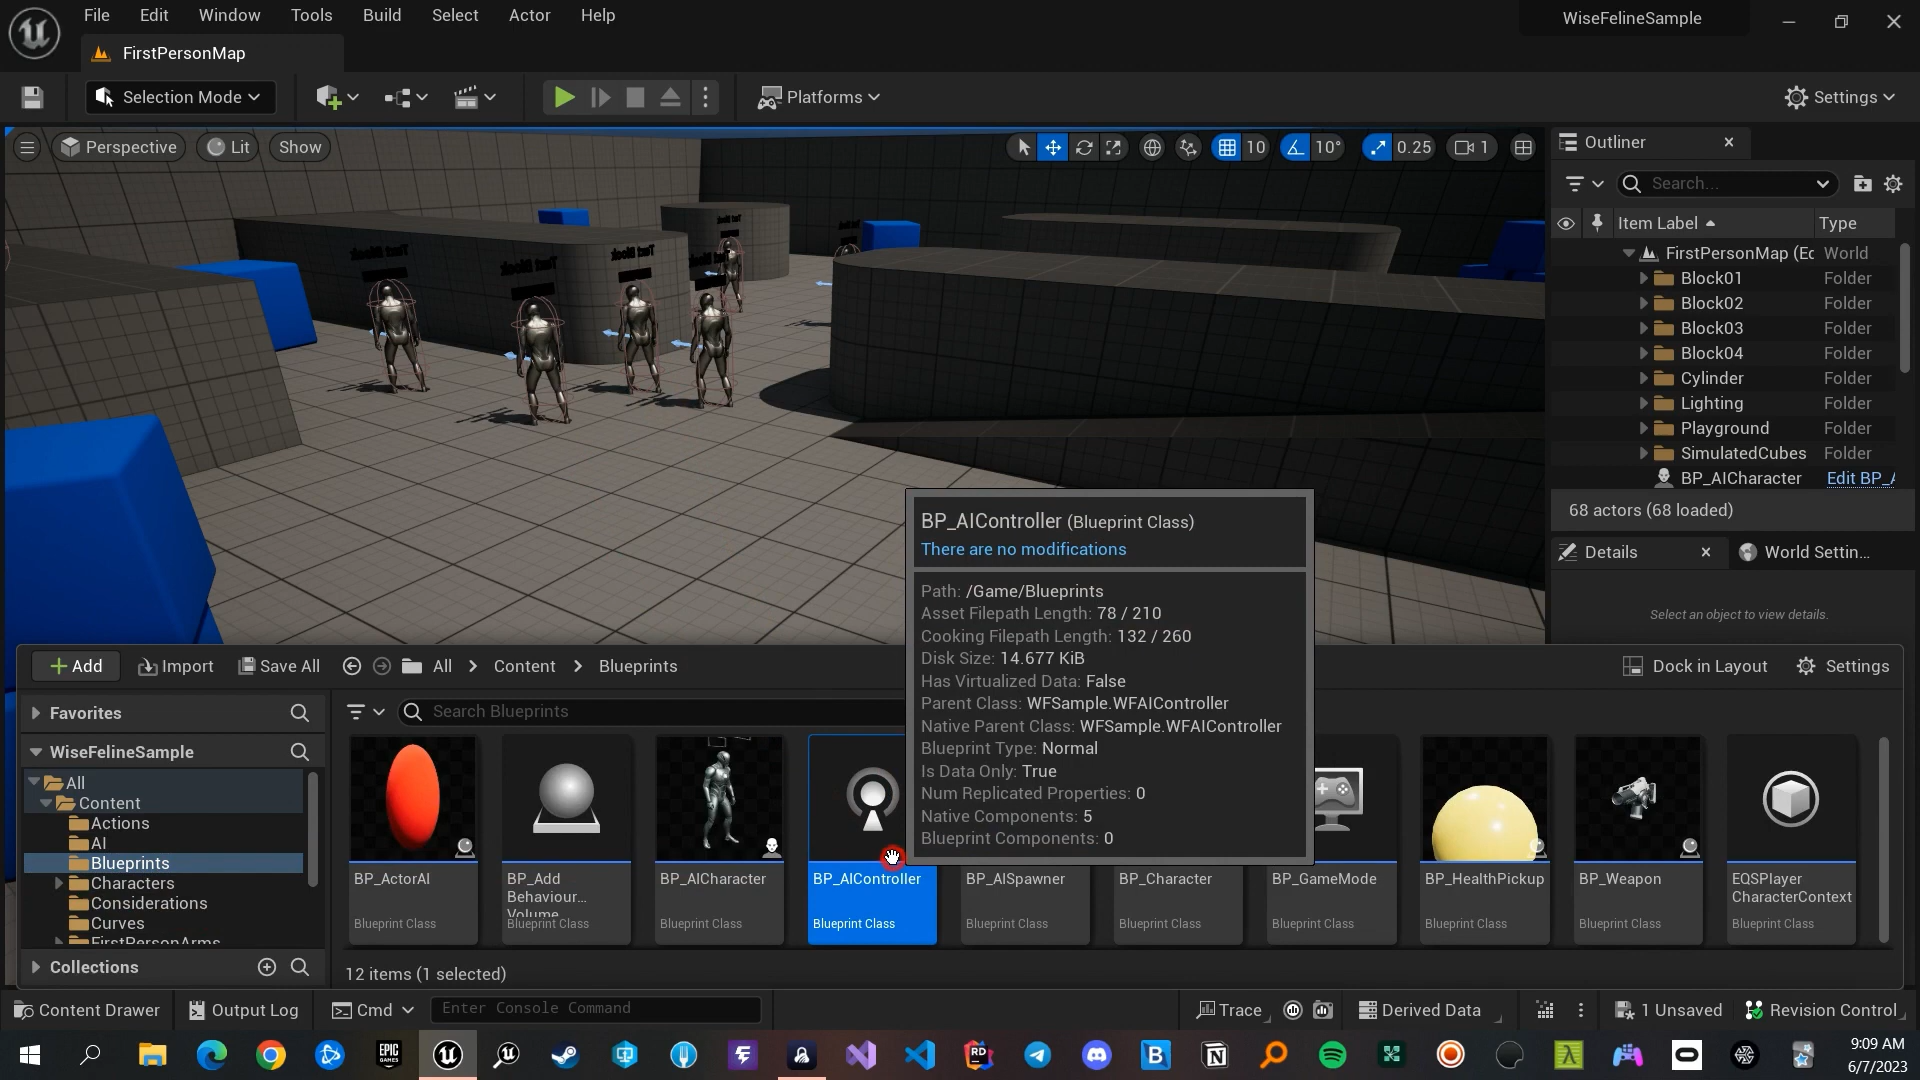 File Edit Window Tools Build Select Actor Help
WiseFelineSample
FirstPersonMap
Selection Mode
Platforms
Settings
Perspective
Lit
Show
10
10°
0.25
1
Outliner
Search...
Item Label
Type
FirstPersonMap (Ec World
Block01 Folder
Block02 Folder
Block03 Folder
Block04 Folder
Cylinder Folder
Lighting Folder
Playground Folder
SimulatedCubes Folder
BP_AICharacter Edit BP_A
68 actors (68 loaded)
Details
World Settin...
Select an object to view details.
BP_AIController (Blueprint Class)
There are no modifications
Path: /Game/Blueprints
Asset Filepath Length: 78 / 210
Cooking Filepath Length: 132 / 260
Disk Size: 14.677 KiB
Has Virtualized Data: False
Parent Class: WFSample.WFAIController
Native Parent Class: WFSample.WFAIController
Blueprint Type: Normal
Is Data Only: True
Num Replicated Properties: 0
Native Components: 5
Blueprint Components: 0
Add
Import
Save All
All
Content
Blueprints
Dock in Layout
Settings
Favorites
WiseFelineSample
All
Content
Actions
AI
Blueprints
Characters
Considerations
Curves
FirstPersonArms
Collections
Search Blueprints
BP_ActorAI
Blueprint Class
BP_Add
Behaviour...
Volume
Blueprint Class
BP_AICharacter
Blueprint Class
BP_AIController
Blueprint Class
BP_AISpawner
Blueprint Class
BP_Character
Blueprint Class
BP_GameMode
Blueprint Class
BP_HealthPickup
Blueprint Class
BP_Weapon
Blueprint Class
EQSPlayer
CharacterContext
Blueprint Class
12 items (1 selected)
Content Drawer
Output Log
Cmd
Enter Console Command
Trace
Derived Data
1 Unsaved
Revision Control
EPIC
GAMES
RD
9:09 AM
6/7/2023